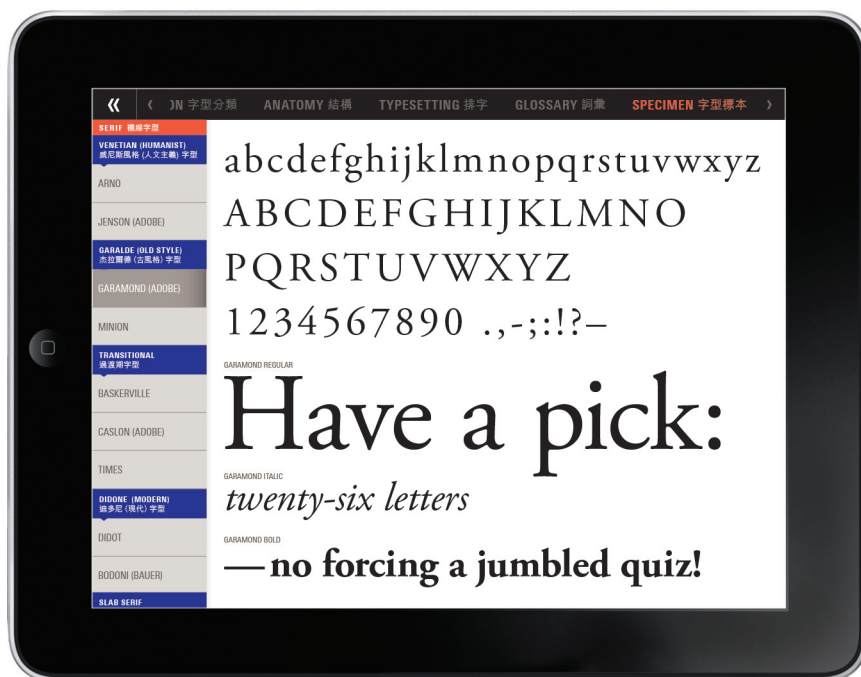 « ‹ ON 字型分類 ANATOMY 結構 TYPESETTING 排字 GLOSSARY 詞彙 SPECIMEN 字型標本 ›
SERIF 襯線字型
VENETIAN (HUMANIST)
威尼斯風格 (人文主義) 字型
ARNO
JENSON (ADOBE)
GARALDE (OLD STYLE)
杰拉爾德 (古風格) 字型
GARAMOND (ADOBE)
MINION
TRANSITIONAL
過渡期字型
BASKERVILLE
CASLON (ADOBE)
TIMES
DIDONE (MODERN)
迪多尼 (現代) 字型
DIDOT
BODONI (BAUER)
SLAB SERIF
abcdefghijklmnopqrstuvwxyz
ABCDEFGHIJKLMNO
PQRSTUVWXYZ
1234567890 .,-;:!?–
GARAMOND REGULAR
Have a pick:
GARAMOND ITALIC
twenty-six letters
GARAMOND BOLD
—no forcing a jumbled quiz!